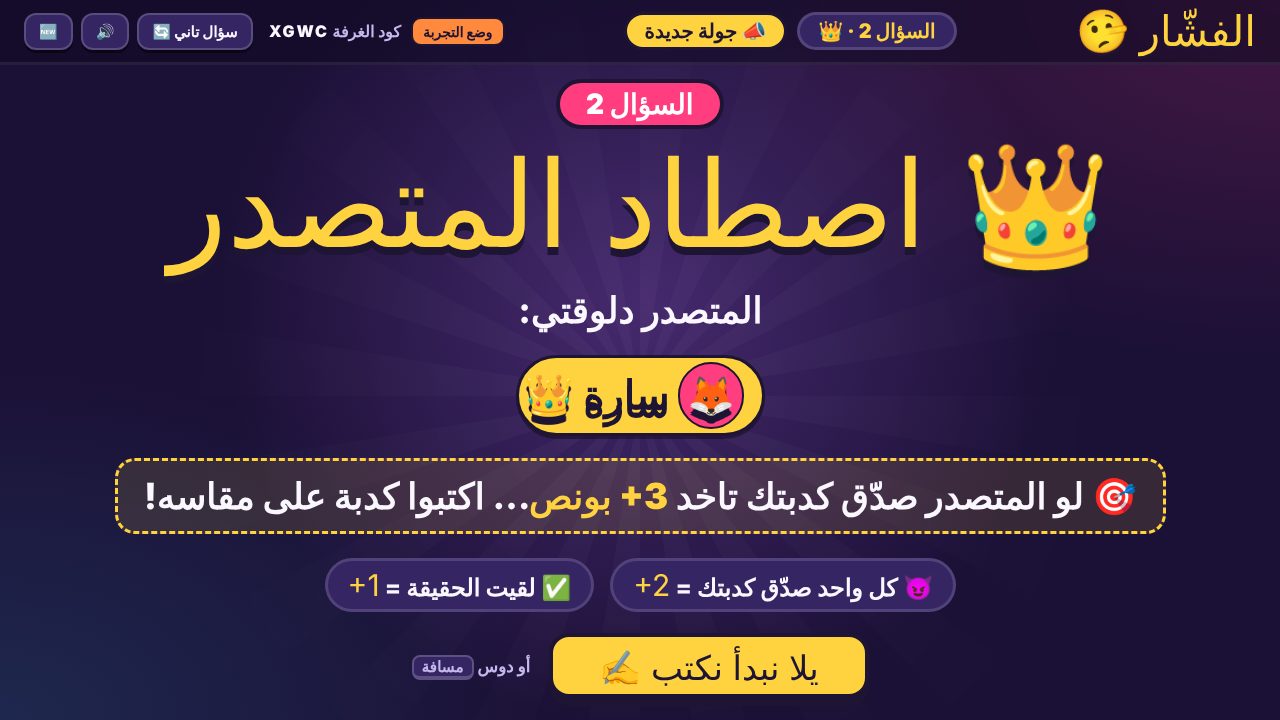 الفشّار 🤥
السؤال 2 · 👑
📣 جولة جديدة
وضع التجربة
كود الغرفة XGWC
سؤال تاني 🔄
🔊
🆕
السؤال 2
👑 اصطاد المتصدر
المتصدر دلوقتي:
🦊 سارة 👑
🎯 لو المتصدر صدّق كدبتك تاخد +3 بونص... اكتبوا كدبة على مقاسه!
😈 كل واحد صدّق كدبتك = +2
✅ لقيت الحقيقة = +1
يلا نبدأ نكتب ✍️
أو دوس مسافة